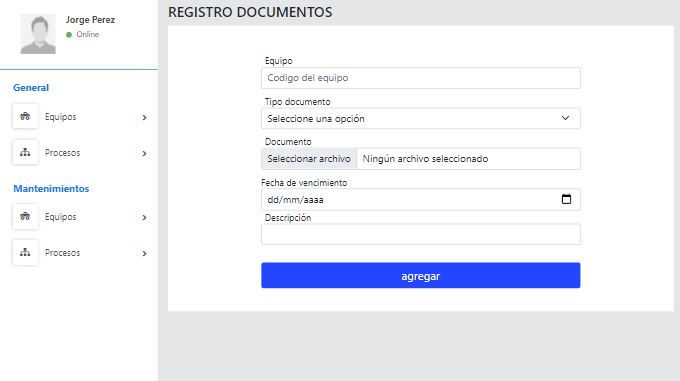 Jorge Perez
Online
General
Equipos
Procesos
Mantenimientos
Equipos
Procesos
REGISTRO DOCUMENTOS
Equipo
Codigo del equipo
Tipo documento
Seleccione una opción
Documento
Seleccionar archivo Ningún archivo seleccionado
Fecha de vencimiento
dd/mm/aaaa
Descripción
agregar